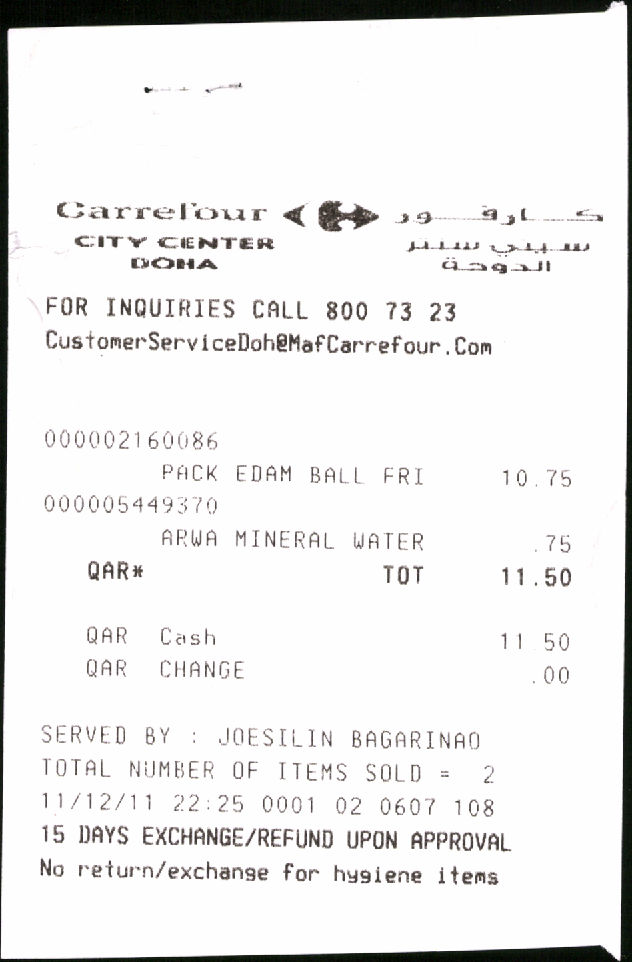 Carrefour كارفور
CITY CENTER سيتي سنتر
DOHA الدوحة
FOR INQUIRIES CALL 800 73 23
CustomerServiceDoh@MafCarrefour.Com
000002160086
PACK EDAM BALL FRI 10.75
000005449370
ARWA MINERAL WATER .75
QAR* TOT 11.50
QAR Cash 11.50
QAR CHANGE .00
SERVED BY : JOESILIN BAGARINAO
TOTAL NUMBER OF ITEMS SOLD = 2
11/12/11 22:25 0001 02 0607 108
15 DAYS EXCHANGE/REFUND UPON APPROVAL
No return/exchange for hygiene items